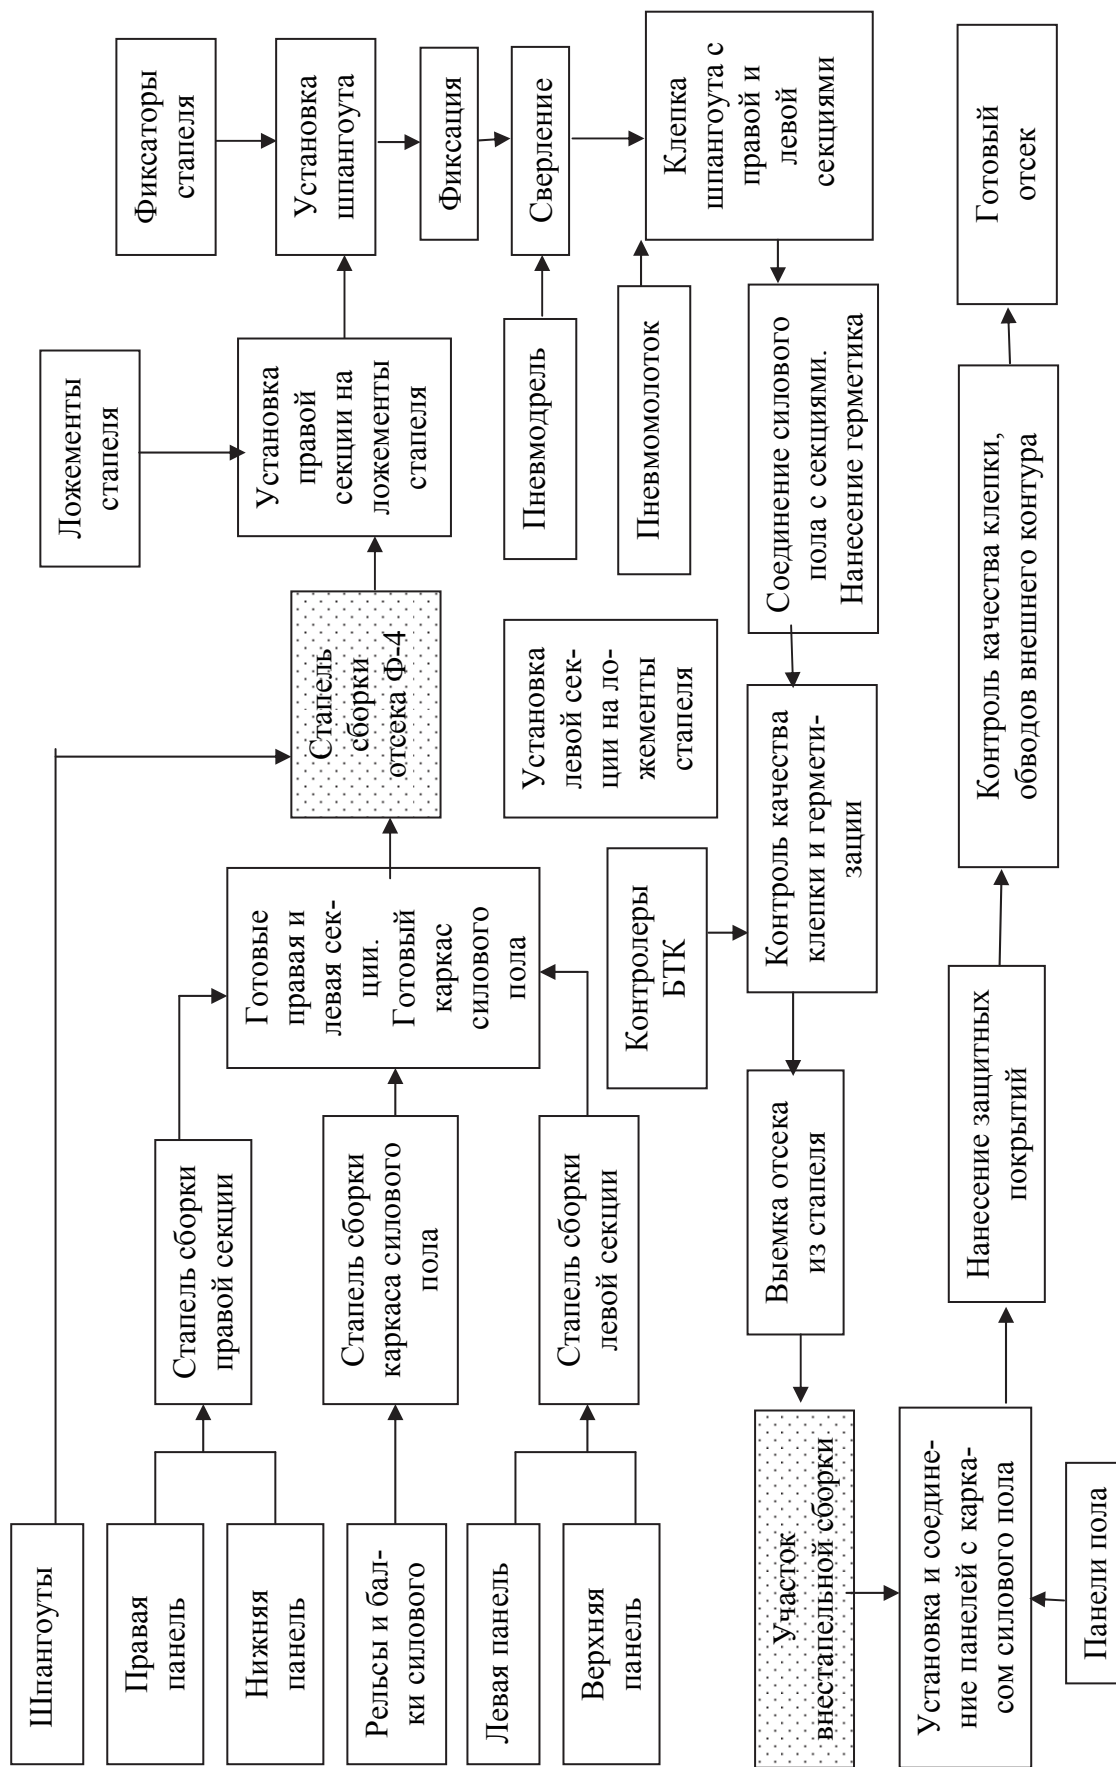 Шпангоуты
Правая
панель
Нижняя
панель
Рельсы и бал-
ки силового
Левая панель
Верхняя
панель
Стапель сборки
правой секции
Стапель сборки
каркаса силового
пола
Стапель сборки
левой секции
Готовые
правая и
левая сек-
ции.
Готовый
каркас
силового
пола
Стапель
сборки
отсека Ф-4
Ложементы
стапеля
Установка
правой
секции на
ложементы
стапеля
Фиксаторы
стапеля
Установка
шпангоута
Фиксация
Сверление
Пневмодрель
Клепка
шпангоута с
правой и
левой
секциями
Пневмомолоток
Установка
левой сек-
ции на ло-
жементы
стапеля
Соединение силового
пола с секциями.
Нанесение герметика
Контролеры
БТК
Контроль качества
клепки и гермети-
зации
Выемка отсека
из стапеля
Участок
внестапельной сборки
Установка и соедине-
ние панелей с карка-
сом силового пола
Панели пола
Нанесение защитных
покрытий
Контроль качества клепки,
обводов внешнего контура
Готовый
отсек